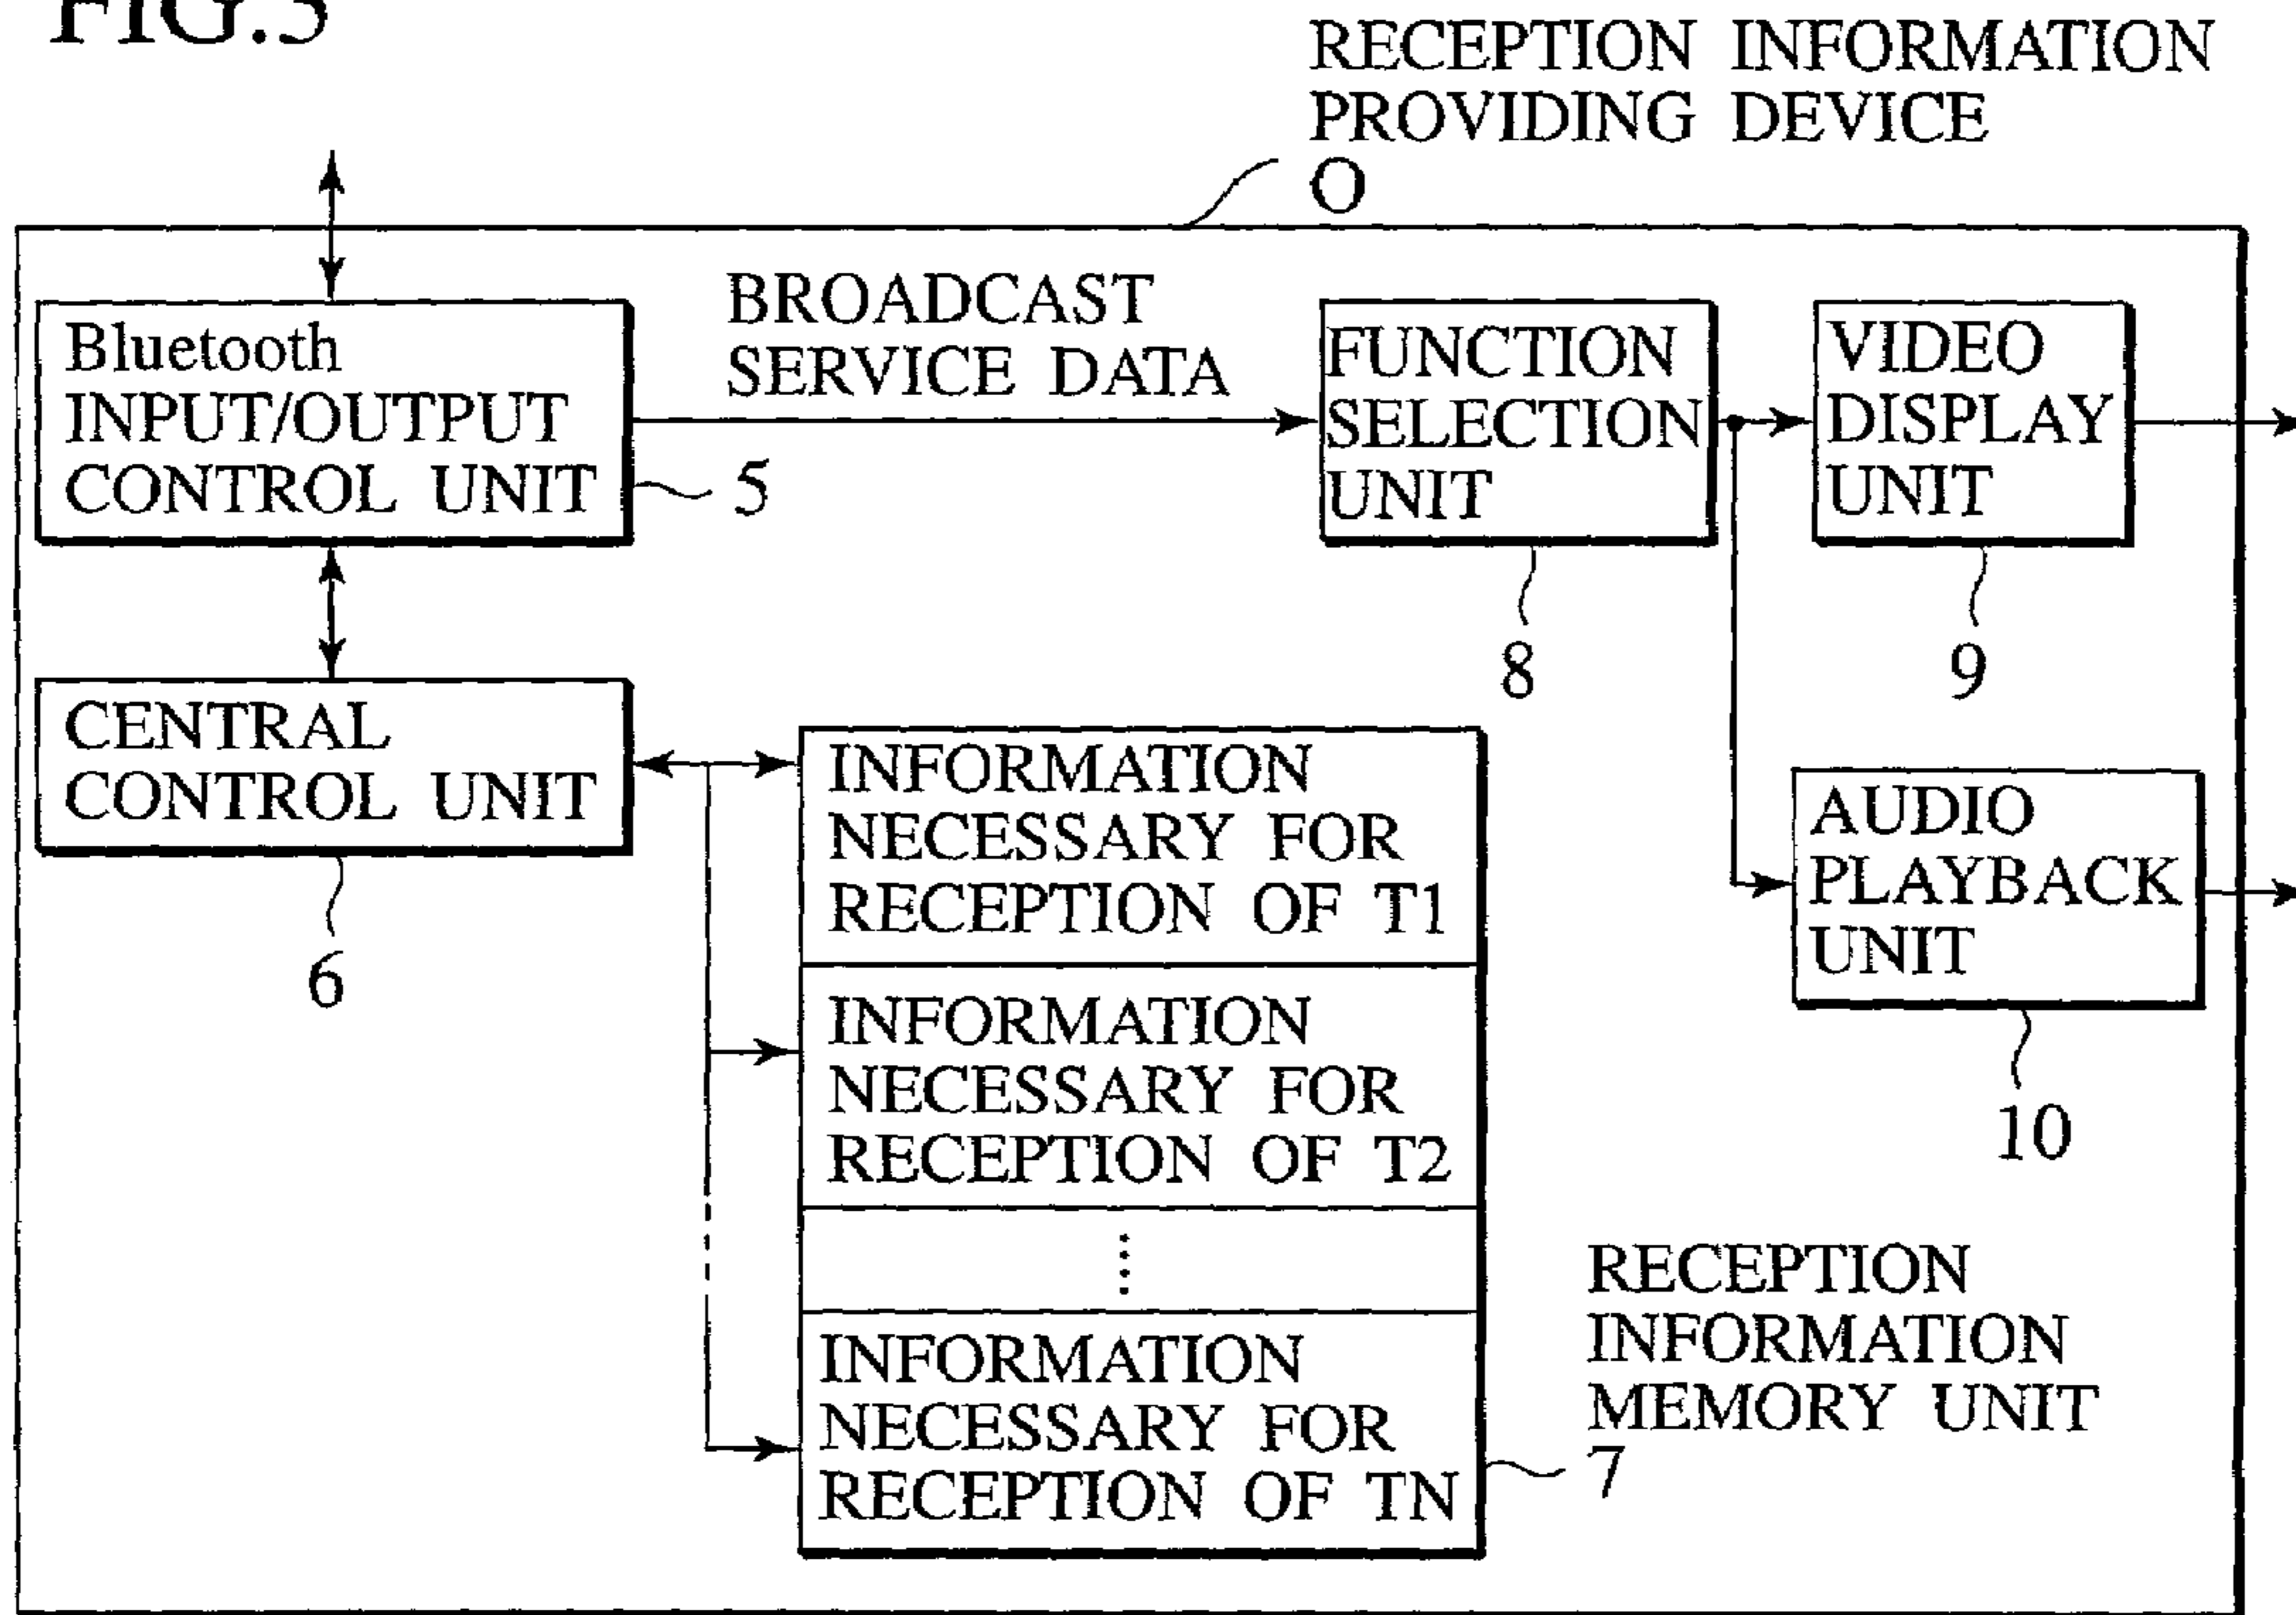 FIG.3
RECEPTION INFORMATION
PROVIDING DEVICE
O
Bluetooth
INPUT/OUTPUT
CONTROL UNIT
5
BROADCAST
SERVICE DATA
FUNCTION
SELECTION
UNIT
8
VIDEO
DISPLAY
UNIT
9
CENTRAL
CONTROL UNIT
6
INFORMATION
NECESSARY FOR
RECEPTION OF T1
INFORMATION
NECESSARY FOR
RECEPTION OF T2
⋮
INFORMATION
NECESSARY FOR
RECEPTION OF TN
AUDIO
PLAYBACK
UNIT
10
RECEPTION
INFORMATION
MEMORY UNIT
7